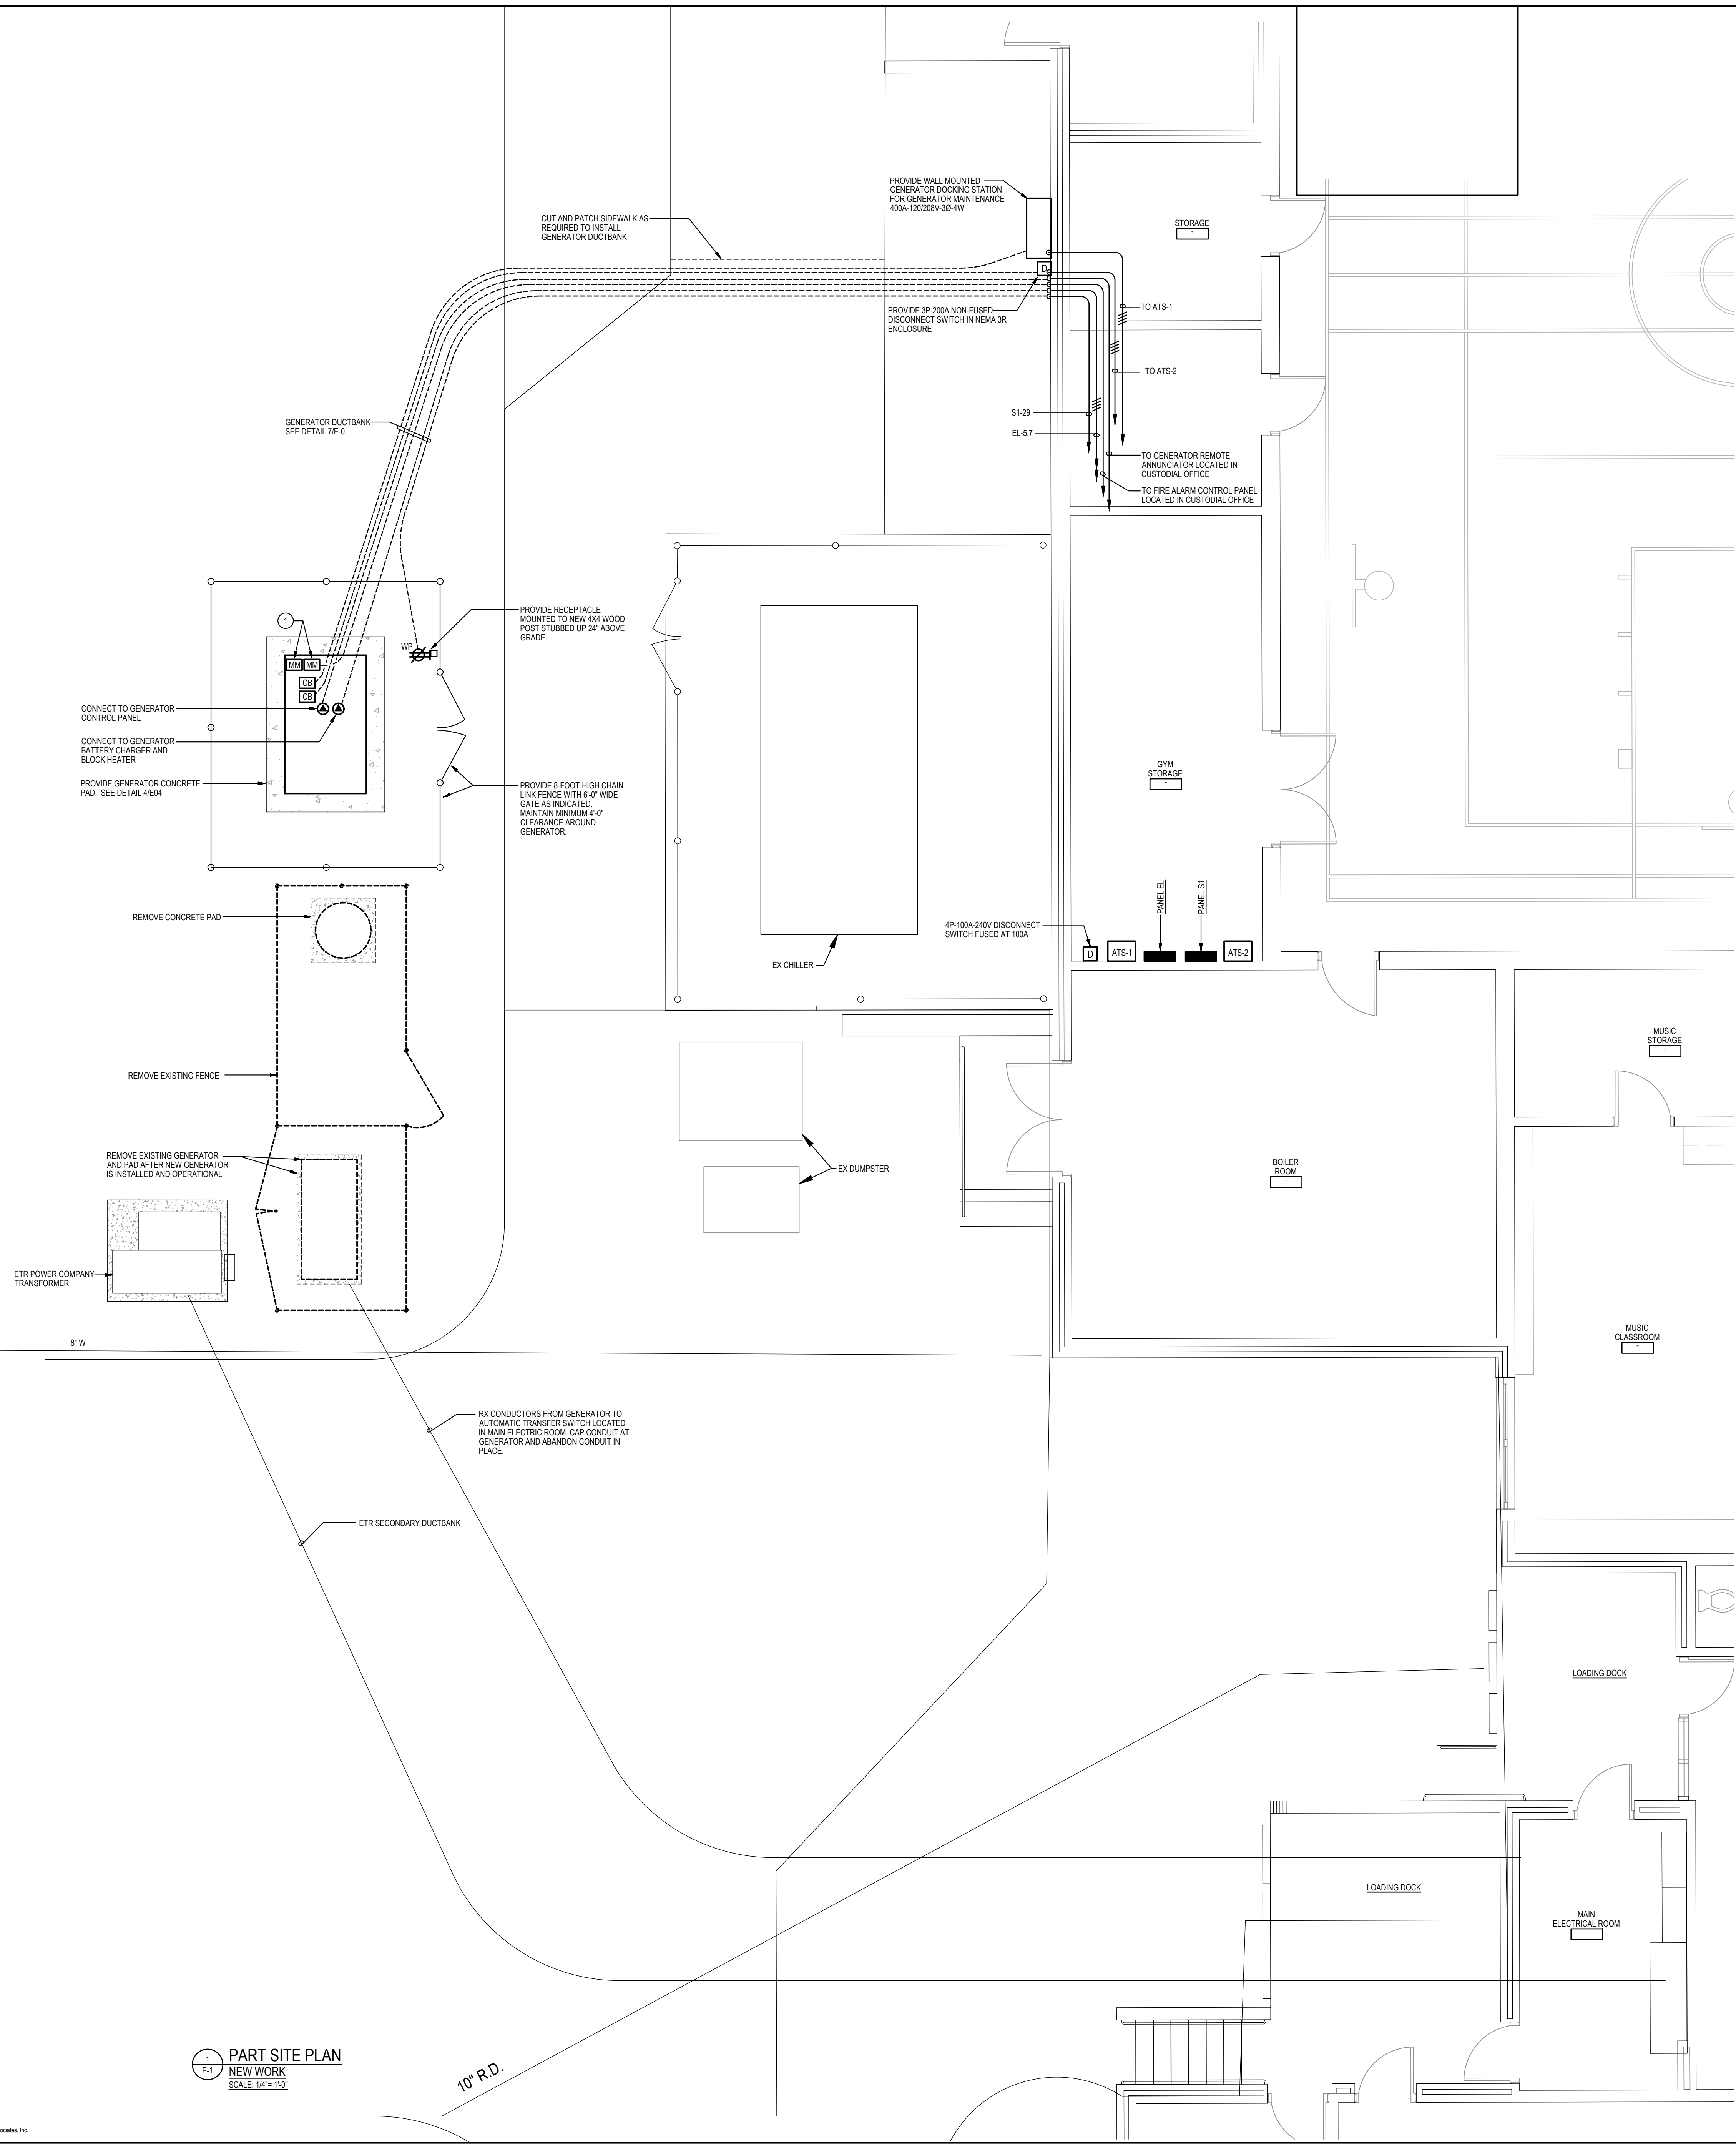 PROVIDE WALL MOUNTED
GENERATOR DOCKING STATION
FOR GENERATOR MAINTENANCE
400A-120/208V-3Ø-4W
CUT AND PATCH SIDEWALK AS
REQUIRED TO INSTALL
GENERATOR DUCTBANK
STORAGE
-
D
PROVIDE 3P-200A NON-FUSED
DISCONNECT SWITCH IN NEMA 3R
ENCLOSURE
TO ATS-1
TO ATS-2
S1-29
EL-5,7
GENERATOR DUCTBANK
SEE DETAIL 7/E-0
TO GENERATOR REMOTE
ANNUNCIATOR LOCATED IN
CUSTODIAL OFFICE
TO FIRE ALARM CONTROL PANEL
LOCATED IN CUSTODIAL OFFICE
PROVIDE RECEPTACLE
MOUNTED TO NEW 4X4 WOOD
POST STUBBED UP 24" ABOVE
GRADE.
1
WP
MM
MM
CB
CB
CONNECT TO GENERATOR
CONTROL PANEL
CONNECT TO GENERATOR
BATTERY CHARGER AND
BLOCK HEATER
PROVIDE GENERATOR CONCRETE
PAD. SEE DETAIL 4/E04
PROVIDE 8-FOOT-HIGH CHAIN
LINK FENCE WITH 6'-0" WIDE
GATE AS INDICATED.
MAINTAIN MINIMUM 4'-0"
CLEARANCE AROUND
GENERATOR.
GYM
STORAGE
-
PANEL EL
PANEL S1
REMOVE CONCRETE PAD
4P-100A-240V DISCONNECT
SWITCH FUSED AT 100A
D
ATS-1
ATS-2
EX CHILLER
MUSIC
STORAGE
-
REMOVE EXISTING FENCE
REMOVE EXISTING GENERATOR
AND PAD AFTER NEW GENERATOR
IS INSTALLED AND OPERATIONAL
EX DUMPSTER
BOILER
ROOM
-
ETR POWER COMPANY
TRANSFORMER
8" W
MUSIC
CLASSROOM
-
RX CONDUCTORS FROM GENERATOR TO
AUTOMATIC TRANSFER SWITCH LOCATED
IN MAIN ELECTRIC ROOM. CAP CONDUIT AT
GENERATOR AND ABANDON CONDUIT IN
PLACE.
ETR SECONDARY DUCTBANK
LOADING DOCK
LOADING DOCK
MAIN
ELECTRICAL ROOM
10" R.D.
1
E-1
PART SITE PLAN
NEW WORK
SCALE: 1/4"= 1'-0"
ociates, Inc.